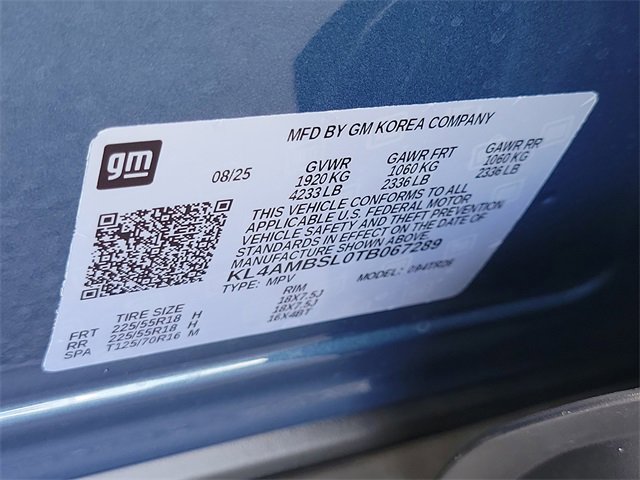 MFD BY GM KOREA COMPANY
gm
08/25
GVWR GAWR FRT GAWR RR
1920 KG 1060 KG 1060 KG
4233 LB 2336 LB 2336 LB
THIS VEHICLE CONFORMS TO ALL
APPLICABLE U.S. FEDERAL MOTOR
VEHICLE SAFETY AND THEFT PREVENTION
STANDARDS IN EFFECT ON THE DATE OF
MANUFACTURE SHOWN ABOVE.
KL4AMBSL0TB067289
TYPE: MPV MODEL:
TIRE SIZE RIM
FRT 225/55R18 H 18X7.5J
RR 225/55R18 H 18X7.5J
SPA T125/70R16 M 16X4BT